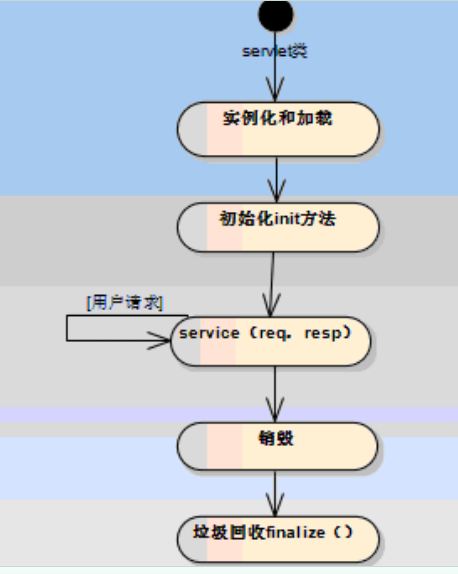 servlet类
实例化和加载
初始化init方法
[用户请求]
service（req．resp）
销毁
垃圾回收finalize（）